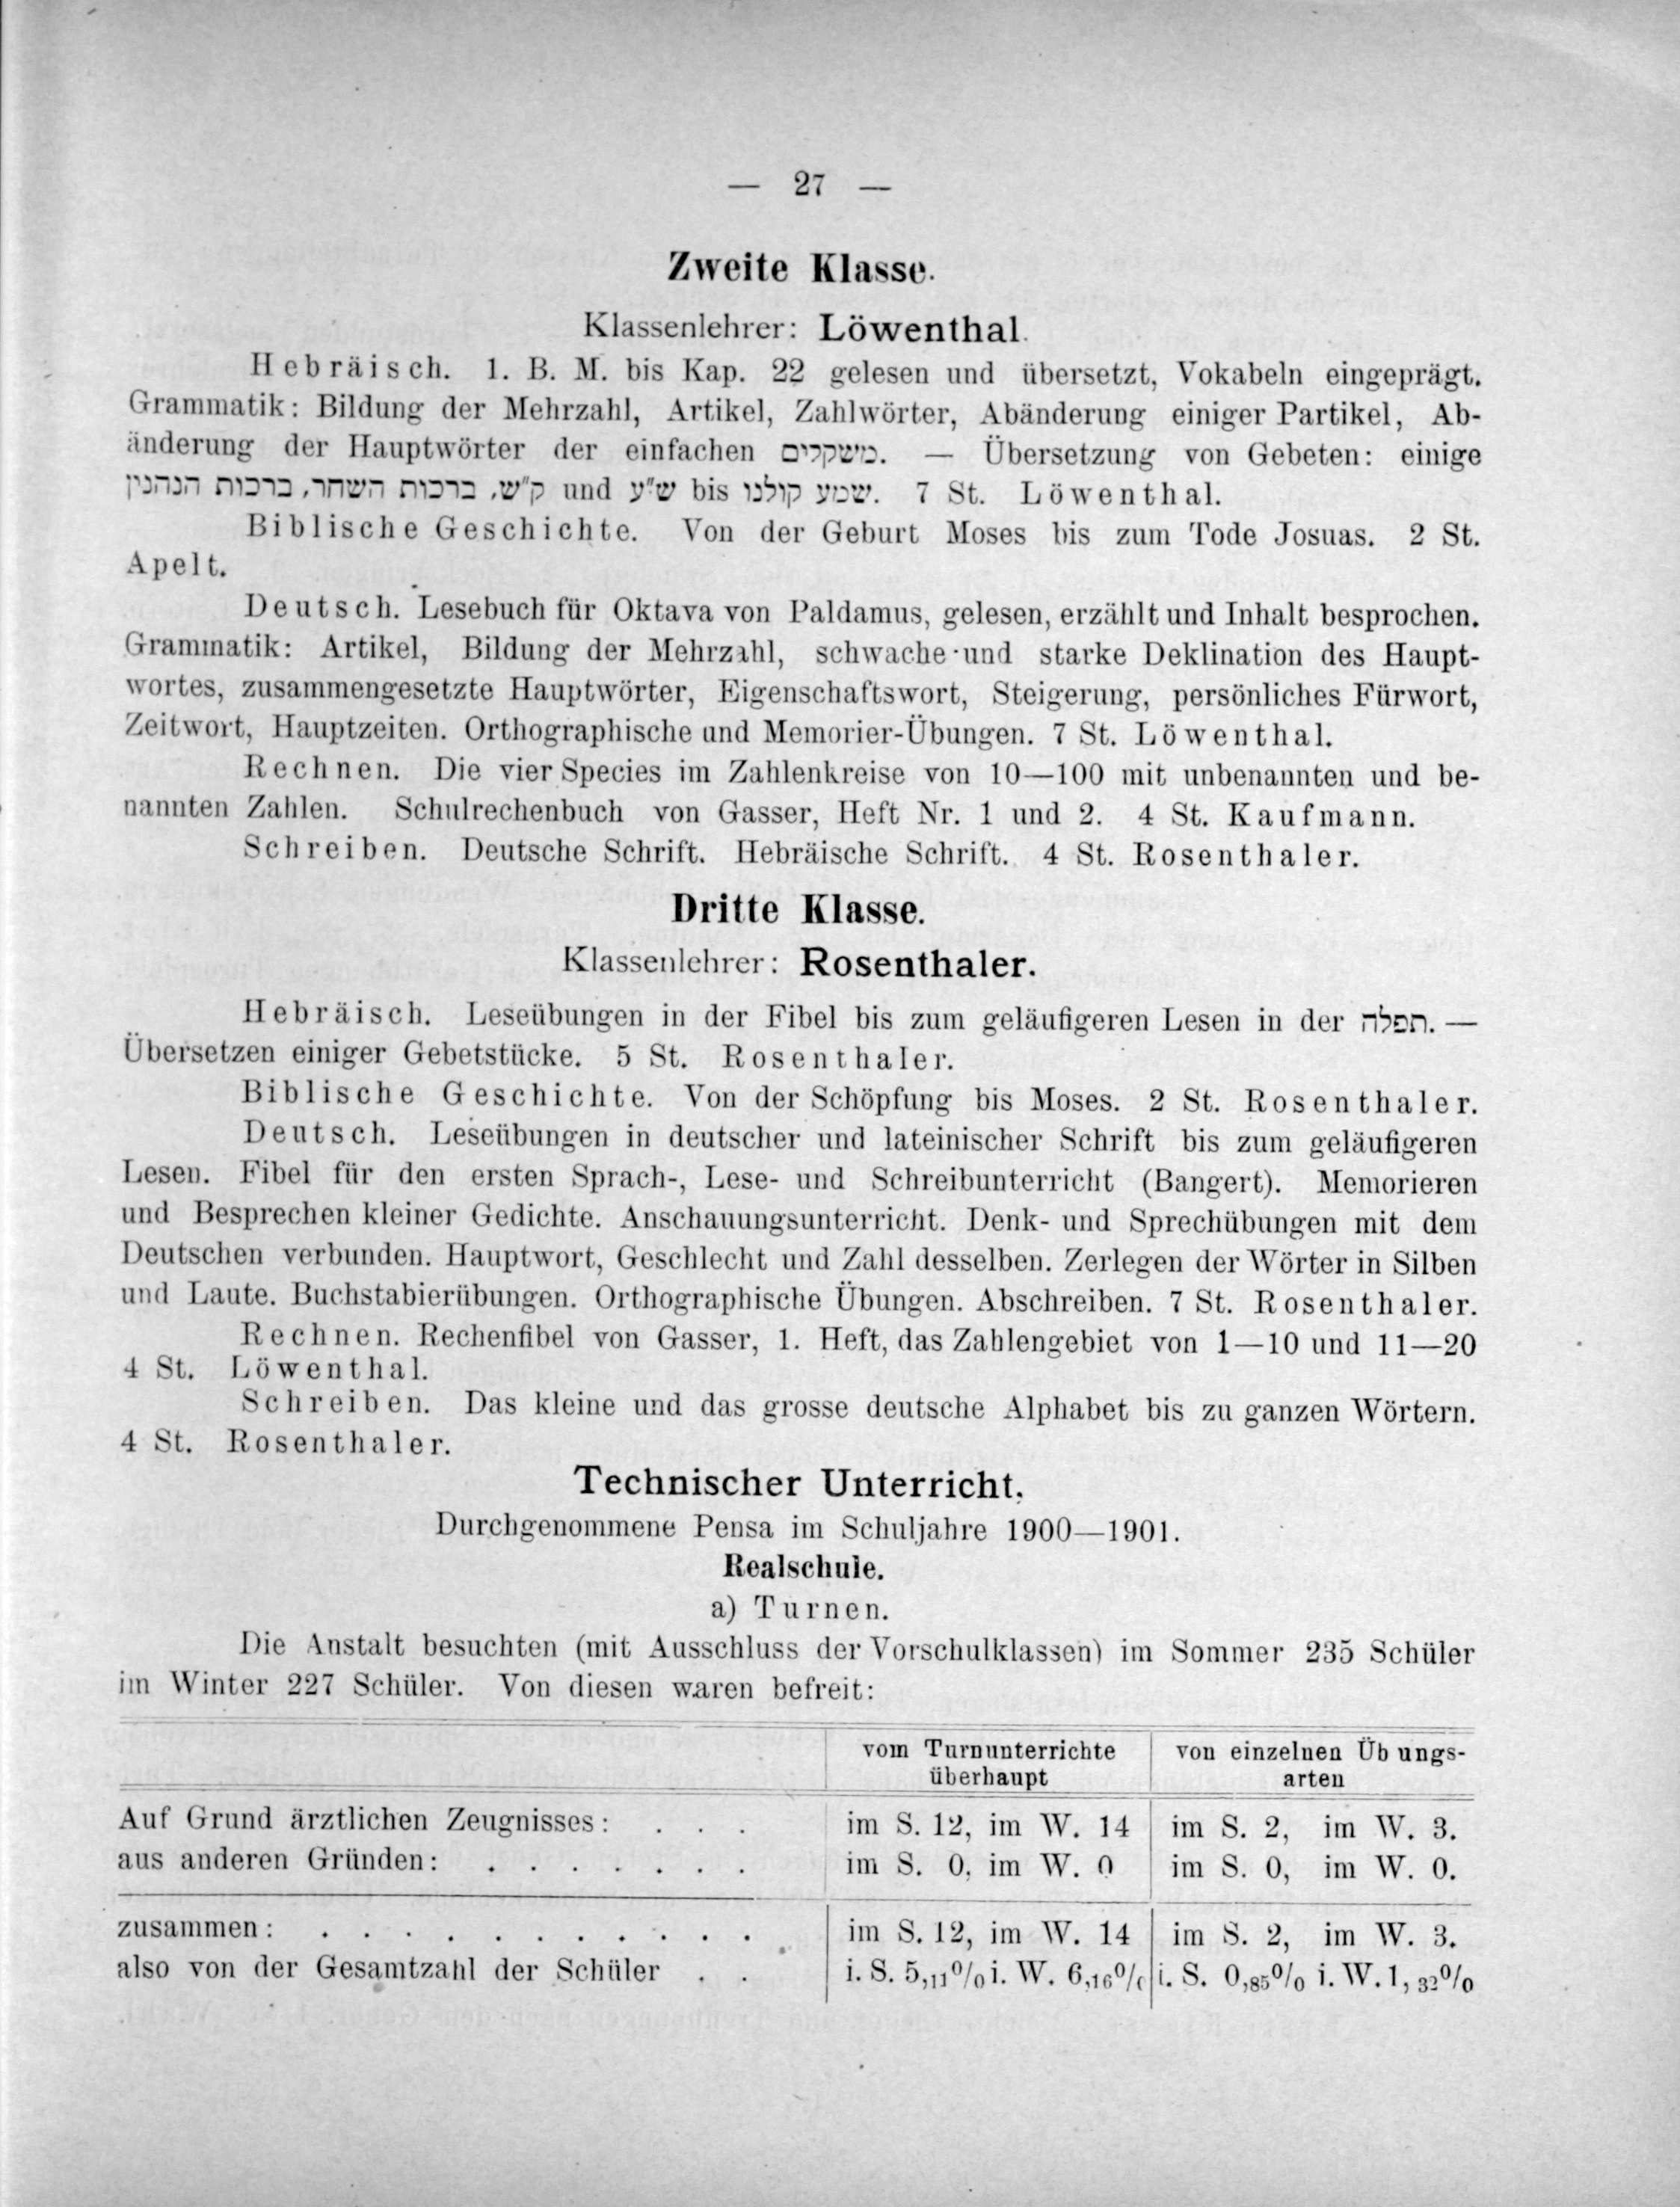 — 27 —
Zweite Klasse.
Klassenlehrer: Löwenthal.
Hebräisch. 1. B. M. bis Kap. 22 gelesen und übersetzt, Vokabeln eingeprägt.
Grammatik: Bildung der Mehrzahl, Artikel, Zahlwörter, Abänderung einiger Partikel, Ab-
änderung der Hauptwörter der einfachen משקלים. — Übersetzung von Gebeten: einige
ברכות השחר, ברכות הנהנין, ק"ש und ש"ע bis שמע קולנו. 7 St. Löwenthal.
Biblische Geschichte. Von der Geburt Moses bis zum Tode Josuas. 2 St.
Apelt.
Deutsch. Lesebuch für Oktava von Paldamus, gelesen, erzählt und Inhalt besprochen.
Grammatik: Artikel, Bildung der Mehrzahl, schwache und starke Deklination des Haupt-
wortes, zusammengesetzte Hauptwörter, Eigenschaftswort, Steigerung, persönliches Fürwort,
Zeitwort, Hauptzeiten. Orthographische und Memorier-Übungen. 7 St. Löwenthal.
Rechnen. Die vier Species im Zahlenkreise von 10—100 mit unbenannten und be-
nannten Zahlen. Schulrechenbuch von Gasser, Heft Nr. 1 und 2. 4 St. Kaufmann.
Schreiben. Deutsche Schrift. Hebräische Schrift. 4 St. Rosenthaler.
Dritte Klasse.
Klassenlehrer: Rosenthaler.
Hebräisch. Leseübungen in der Fibel bis zum geläufigeren Lesen in der תפלה. —
Übersetzen einiger Gebetstücke. 5 St. Rosenthaler.
Biblische Geschichte. Von der Schöpfung bis Moses. 2 St. Rosenthaler.
Deutsch. Leseübungen in deutscher und lateinischer Schrift bis zum geläufigeren
Lesen. Fibel für den ersten Sprach-, Lese- und Schreibunterricht (Bangert). Memorieren
und Besprechen kleiner Gedichte. Anschauungsunterricht. Denk- und Sprechübungen mit dem
Deutschen verbunden. Hauptwort, Geschlecht und Zahl desselben. Zerlegen der Wörter in Silben
und Laute. Buchstabierübungen. Orthographische Übungen. Abschreiben. 7 St. Rosenthaler.
Rechnen. Rechenfibel von Gasser, 1. Heft, das Zahlengebiet von 1—10 und 11—20
4 St. Löwenthal.
Schreiben. Das kleine und das grosse deutsche Alphabet bis zu ganzen Wörtern.
4 St. Rosenthaler.
Technischer Unterricht.
Durchgenommene Pensa im Schuljahre 1900—1901.
Realschule.
a) Turnen.
Die Anstalt besuchten (mit Ausschluss der Vorschulklassen) im Sommer 235 Schüler
im Winter 227 Schüler. Von diesen waren befreit:
vom Turnunterrichte von einzelnen Übungs-
überhaupt arten
Auf Grund ärztlichen Zeugnisses: . . . im S. 12, im W. 14 im S. 2, im W. 3.
aus anderen Gründen: . . . . . . . im S. 0, im W. 0 im S. 0, im W. 0.
zusammen: . . . . . . . . . . . im S. 12, im W. 14 im S. 2, im W. 3.
also von der Gesamtzahl der Schüler . . i. S. 5,11% i. W. 6,16% i. S. 0,85% i. W. 1,32%